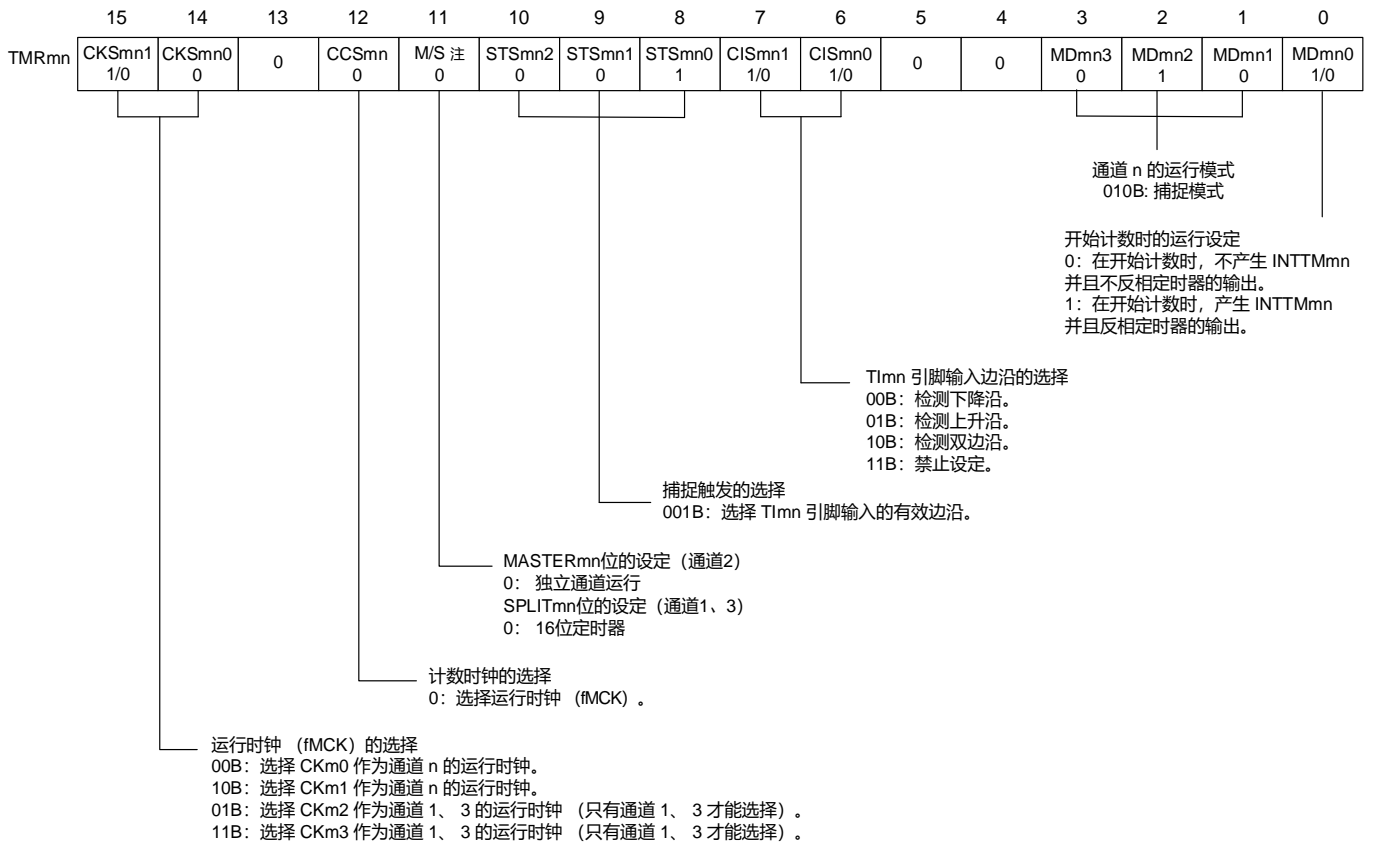 15 14 13 12 11 10 9 8 7 6 5 4 3 2 1 0
TMRmn CKSmn1 CKSmn0 0 CCSmn M/S 注 STSmn2 STSmn1 STSmn0 CISmn1 CISmn0 0 0 MDmn3 MDmn2 MDmn1 MDmn0
1/0 0 0 0 0 0 1 1/0 1/0 0 1 0 1/0
通道 n 的运行模式
010B: 捕捉模式
开始计数时的运行设定
0：在开始计数时，不产生 INTTMmn
并且不反相定时器的输出。
1：在开始计数时，产生 INTTMmn
并且反相定时器的输出。
TImn 引脚输入边沿的选择
00B：检测下降沿。
01B：检测上升沿。
10B：检测双边沿。
11B：禁止设定。
捕捉触发的选择
001B：选择 TImn 引脚输入的有效边沿。
MASTERmn位的设定（通道2）
0： 独立通道运行
SPLITmn位的设定（通道1、3）
0： 16位定时器
计数时钟的选择
0：选择运行时钟 （fMCK）。
运行时钟 （fMCK）的选择
00B：选择 CKm0 作为通道 n 的运行时钟。
10B：选择 CKm1 作为通道 n 的运行时钟。
01B：选择 CKm2 作为通道 1、 3 的运行时钟 （只有通道 1、 3 才能选择）。
11B：选择 CKm3 作为通道 1、 3 的运行时钟 （只有通道 1、 3 才能选择）。